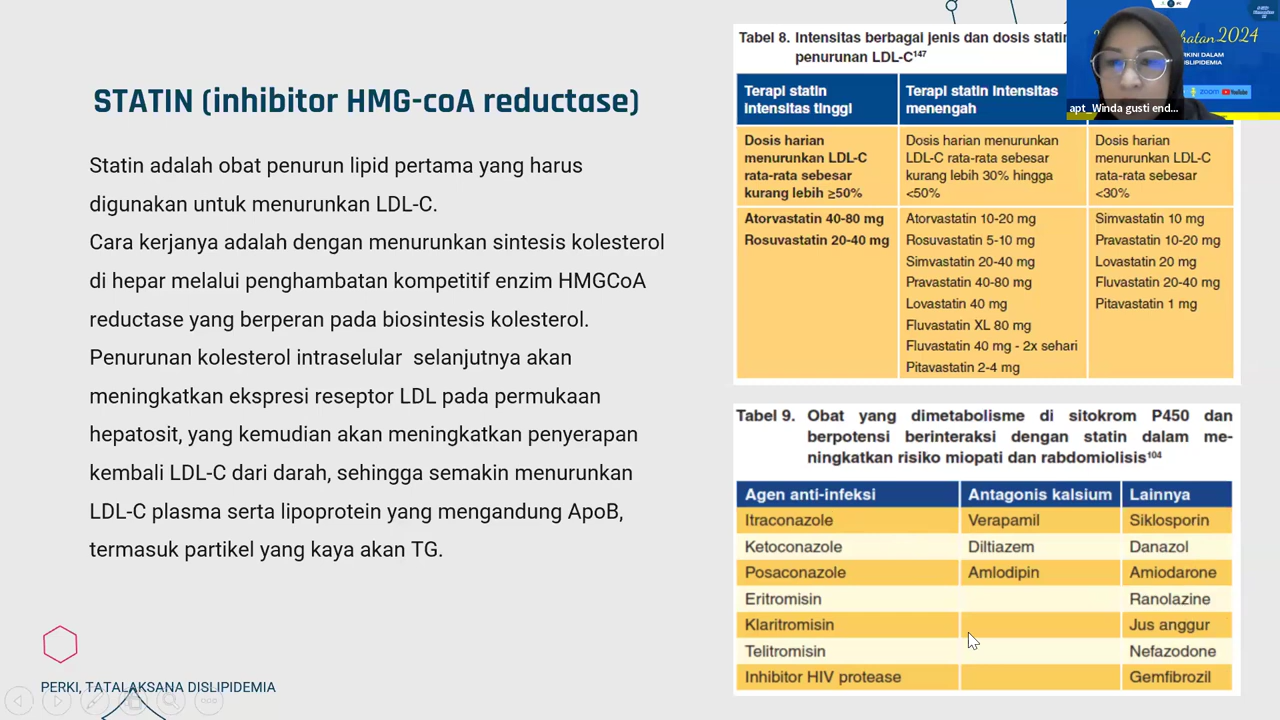 STATIN (inhibitor HMG-coA reductase)
Statin adalah obat penurun lipid pertama yang harus
digunakan untuk menurunkan LDL-C.
Cara kerjanya adalah dengan menurunkan sintesis kolesterol
di hepar melalui penghambatan kompetitif enzim HMGCoA
reductase yang berperan pada biosintesis kolesterol.
Penurunan kolesterol intraselular selanjutnya akan
meningkatkan ekspresi reseptor LDL pada permukaan
hepatosit, yang kemudian akan meningkatkan penyerapan
kembali LDL-C dari darah, sehingga semakin menurunkan
LDL-C plasma serta lipoprotein yang mengandung ApoB,
termasuk partikel yang kaya akan TG.
PERKI, TATALAKSANA DISLIPIDEMIA
Tabel 8. Intensitas berbagai jenis dan dosis statin
penurunan LDL-C147
Terapi statin intensitas tinggi
Terapi statin intensitas menengah
Dosis harian menurunkan LDL-C rata-rata sebesar kurang lebih ≥50%
Dosis harian menurunkan LDL-C rata-rata sebesar kurang lebih 30% hingga <50%
Dosis harian menurunkan LDL-C rata-rata sebesar <30%
Atorvastatin 40-80 mg
Rosuvastatin 20-40 mg
Atorvastatin 10-20 mg
Rosuvastatin 5-10 mg
Simvastatin 20-40 mg
Pravastatin 40-80 mg
Lovastatin 40 mg
Fluvastatin XL 80 mg
Fluvastatin 40 mg - 2x sehari
Pitavastatin 2-4 mg
Simvastatin 10 mg
Pravastatin 10-20 mg
Lovastatin 20 mg
Fluvastatin 20-40 mg
Pitavastatin 1 mg
Tabel 9. Obat yang dimetabolisme di sitokrom P450 dan
berpotensi berinteraksi dengan statin dalam me-
ningkatkan risiko miopati dan rabdomiolisis104
Agen anti-infeksi Antagonis kalsium Lainnya
Itraconazole Verapamil Siklosporin
Ketoconazole Diltiazem Danazol
Posaconazole Amlodipin Amiodarone
Eritromisin Ranolazine
Klaritromisin Jus anggur
Telitromisin Nefazodone
Inhibitor HIV protease Gemfibrozil
2024
zoom YouTube
apt_Winda gusti end...